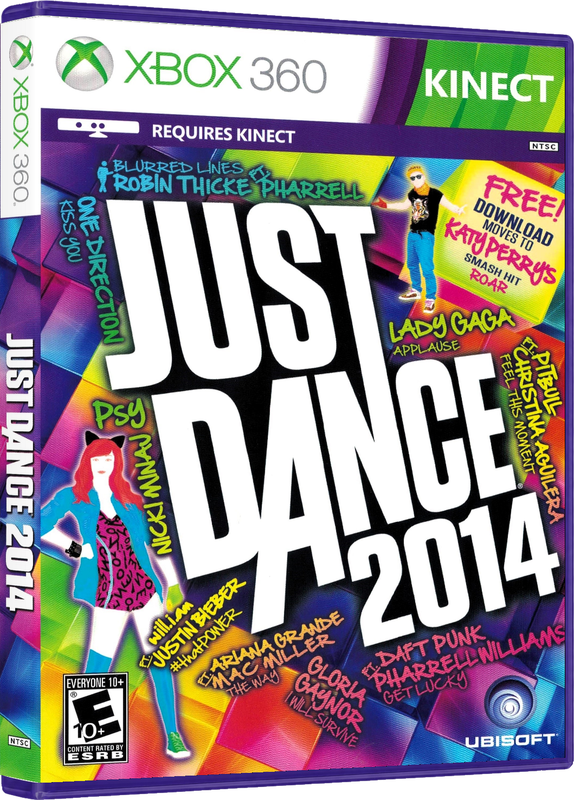 XBOX 360
KINECT
REQUIRES KINECT
NTSC
BLURRED LINES
ROBIN THICKE FT. PHARRELL
ONE DIRECTION
KISS YOU
FREE!
DOWNLOAD
MOVES TO
KATY PERRY'S
SMASH HIT
ROAR
JUST
DANCE®
2014
LADY GAGA
APPLAUSE
FT. PITBULL
CHRISTINA AGUILERA
FEEL THIS MOMENT
PSY
NICKI MINAJ
will.i.am
FT. JUSTIN BIEBER
#thatPOWER
ARIANA GRANDE
FT. MAC MILLER
THE WAY
GLORIA
GAYNOR
I WILL SURVIVE
DAFT PUNK
FT. PHARRELL WILLIAMS
GET LUCKY
EVERYONE 10+
E
10+
CONTENT RATED BY
ESRB
UBISOFT
XBOX 360
JUST DANCE 2014
NTSC